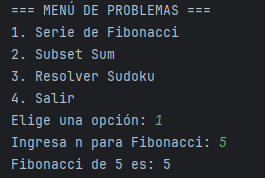 === MENÚ DE PROBLEMAS ===
1. Serie de Fibonacci
2. Subset Sum
3. Resolver Sudoku
4. Salir
Elige una opción: 1
Ingresa n para Fibonacci: 5
Fibonacci de 5 es: 5